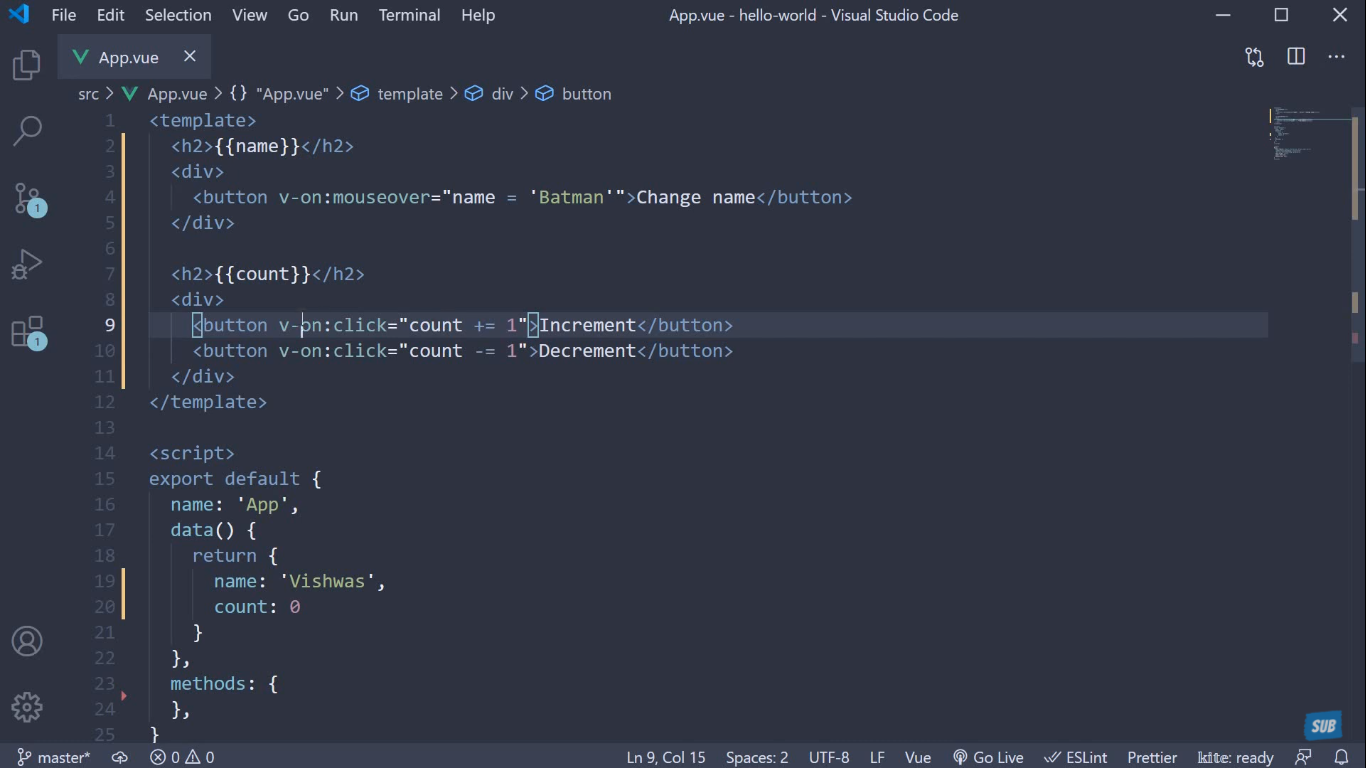 File Edit Selection View Go Run Terminal Help App.vue - hello-world - Visual Studio Code
App.vue
src > App.vue > {} "App.vue" > template > div > button
1 <template>
2 <h2>{{name}}</h2>
3 <div>
4 <button v-on:mouseover="name = 'Batman'">Change name</button>
5 </div>
6
7 <h2>{{count}}</h2>
8 <div>
9 <button v-on:click="count += 1">Increment</button>
10 <button v-on:click="count -= 1">Decrement</button>
11 </div>
12 </template>
13
14 <script>
15 export default {
16 name: 'App',
17 data() {
18 return {
19 name: 'Vishwas',
20 count: 0
21 }
22 },
23 methods: {
24 },
25 }
1
1
SUB
master* 0 0 Ln 9, Col 15 Spaces: 2 UTF-8 LF Vue Go Live ESLint Prettier kite: ready